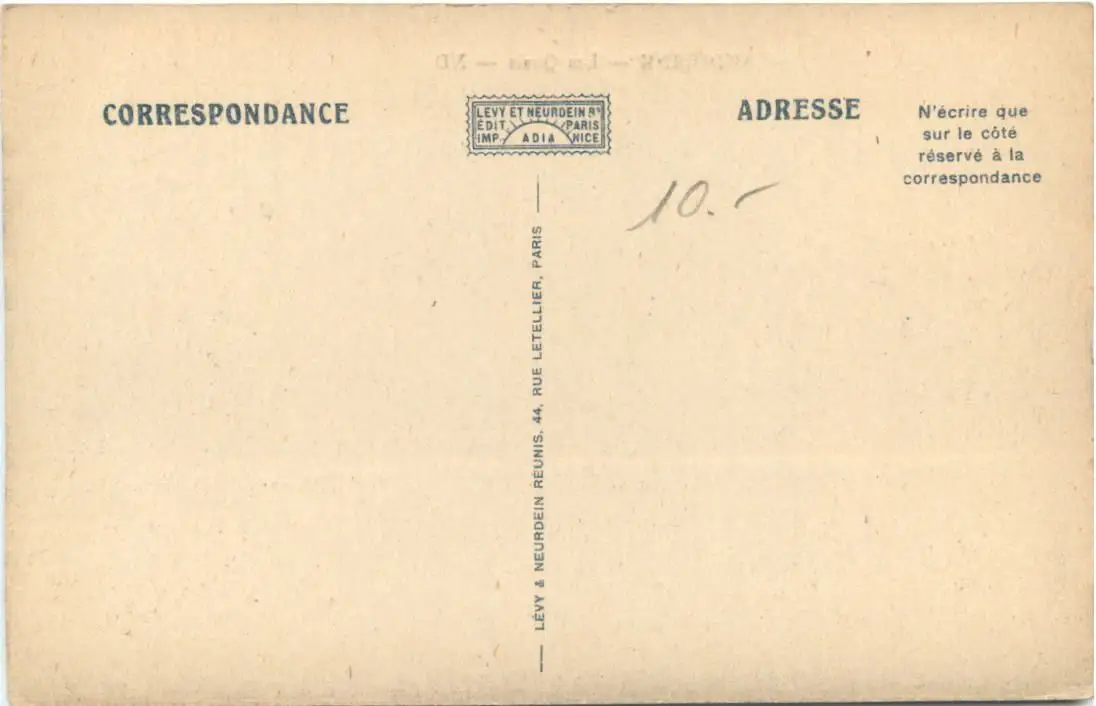 CORRESPONDANCE
LEVY ET NEURDEIN Rs
ÉDIT. PARIS
IMP. ADIA NICE
ADRESSE
N'écrire que
sur le côté
réservé à la
correspondance
10.-
LÉVY & NEURDEIN RÉUNIS, 44, RUE LETELLIER, PARIS